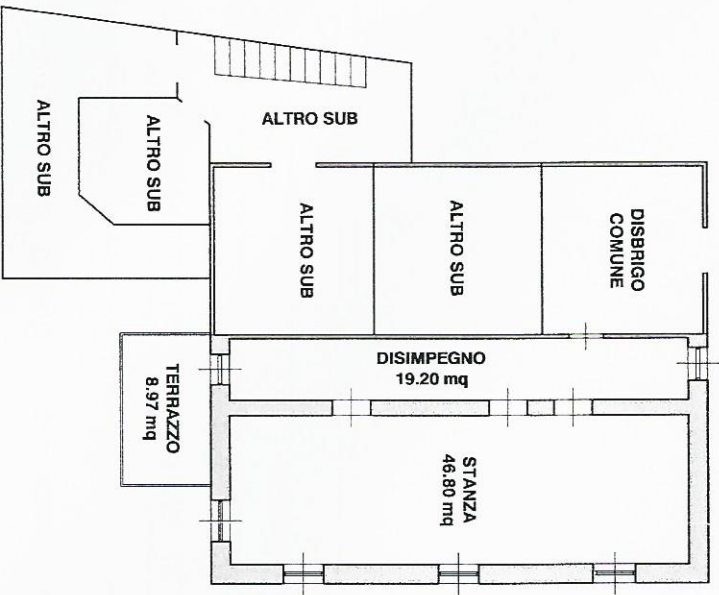 ALTRO SUB
ALTRO SUB
ALTRO SUB
ALTRO SUB
ALTRO SUB
DISBRIGO
COMUNE
DISIMPEGNO
19.20 mq
TERRAZZO
8.97 mq
STANZA
46.80 mq